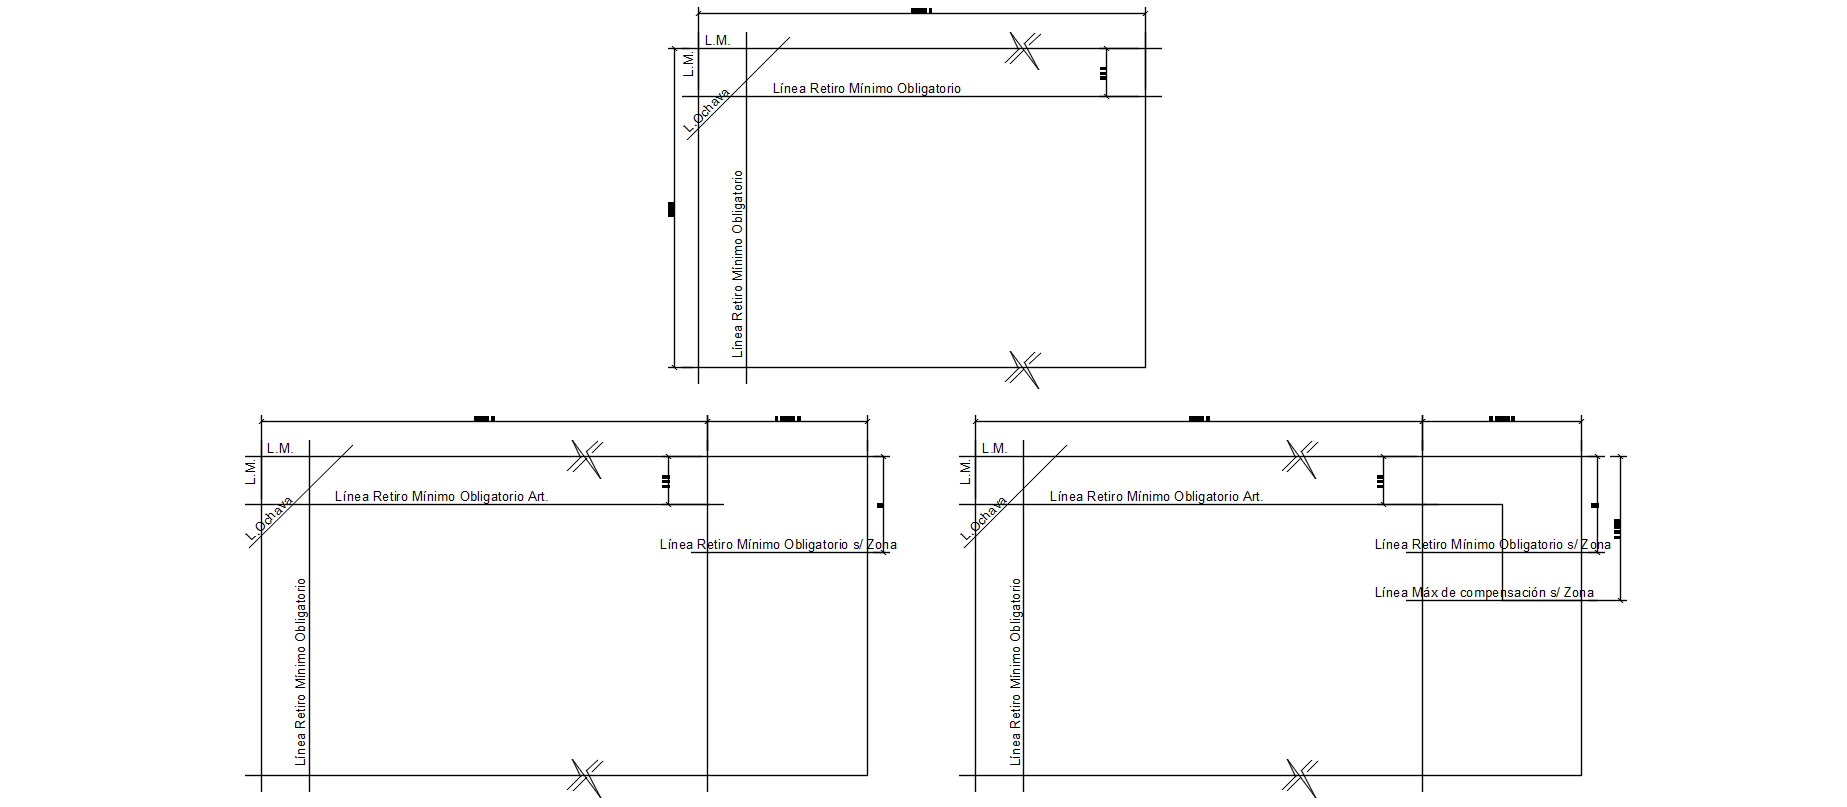 L.M.
L.M.
Línea Retiro Mínimo Obligatorio
L.Ochava
Línea Retiro Mínimo Obligatorio
L.M.
L.M.
Línea Retiro Mínimo Obligatorio Art.
L.Ochava
Línea Retiro Mínimo Obligatorio s/ Zona
Línea Retiro Mínimo Obligatorio
L.M.
L.M.
Línea Retiro Mínimo Obligatorio Art.
L.Ochava
Línea Retiro Mínimo Obligatorio s/ Zona
Línea Máx de compensación s/ Zona
Línea Retiro Mínimo Obligatorio